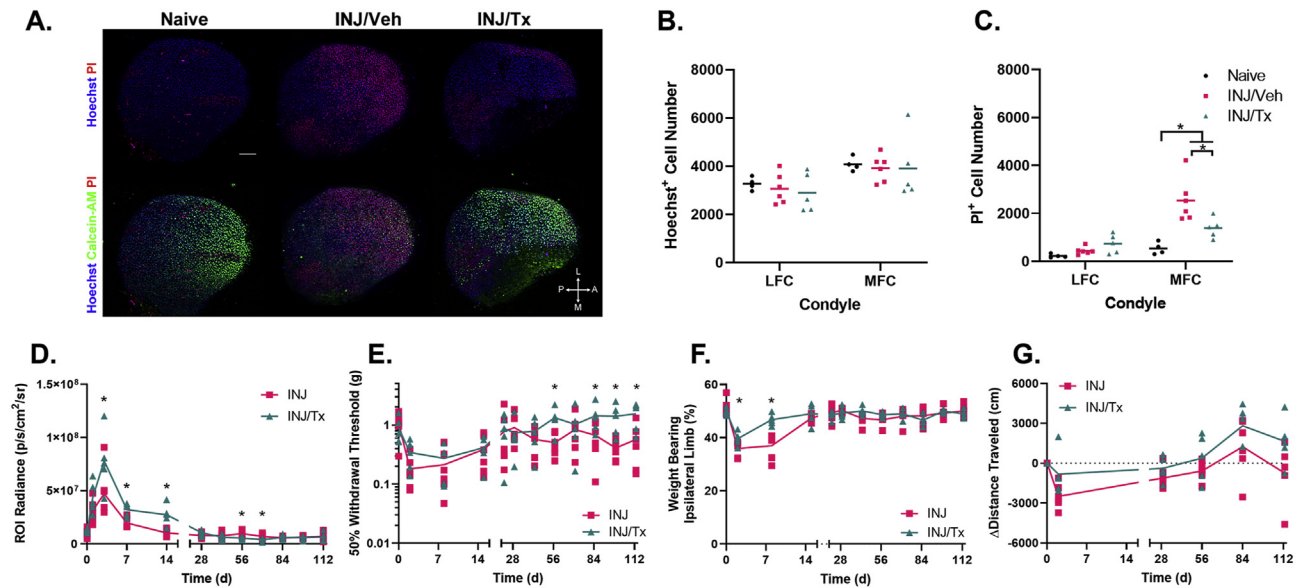 A.
Naive INJ/Veh INJ/Tx
Hoechst PI
Hoechst Calcein-AM PI
L
P A
M
B.
Hoechst+ Cell Number
8000
6000
4000
2000
0
LFC MFC
Condyle
C.
PI+ Cell Number
8000
6000
4000
2000
0
Naive
INJ/Veh
INJ/Tx
*
*
LFC MFC
Condyle
D.
ROI Radiance (p/s/cm²/sr)
1.5×10⁸
1×10⁸
5×10⁷
0
INJ
INJ/Tx
* * * * *
0 7 14 28 42 56 70 84 98 112
Time (d)
E.
50% Withdrawal Threshold (g)
1
0.1
0.01
* * * *
INJ
INJ/Tx
0 7 14 28 56 84 112
Time (d)
F.
Weight Bearing
Ipsilateral Limb (%)
60
40
20
0
* *
INJ
INJ/Tx
0 7 14 28 56 84 112
Time (d)
G.
ΔDistance Traveled (cm)
6000
3000
0
-3000
-6000
INJ
INJ/Tx
0 7 14 28 56 84 112
Time (d)